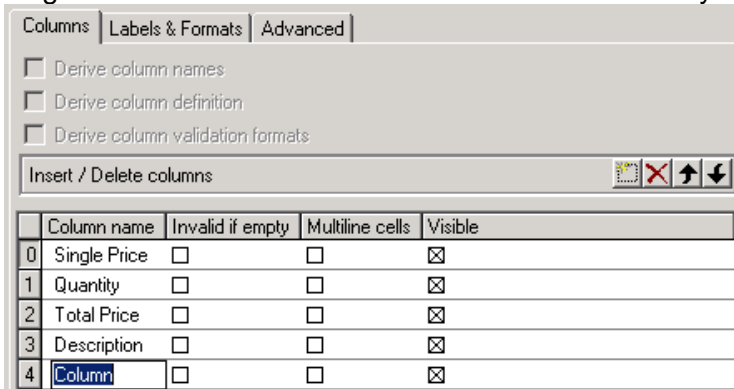 Columns Labels & Formats Advanced
Derive column names
Derive column definition
Derive column validation formats
Insert / Delete columns
Column name Invalid if empty Multiline cells Visible
0 Single Price
1 Quantity
2 Total Price
3 Description
4 Column